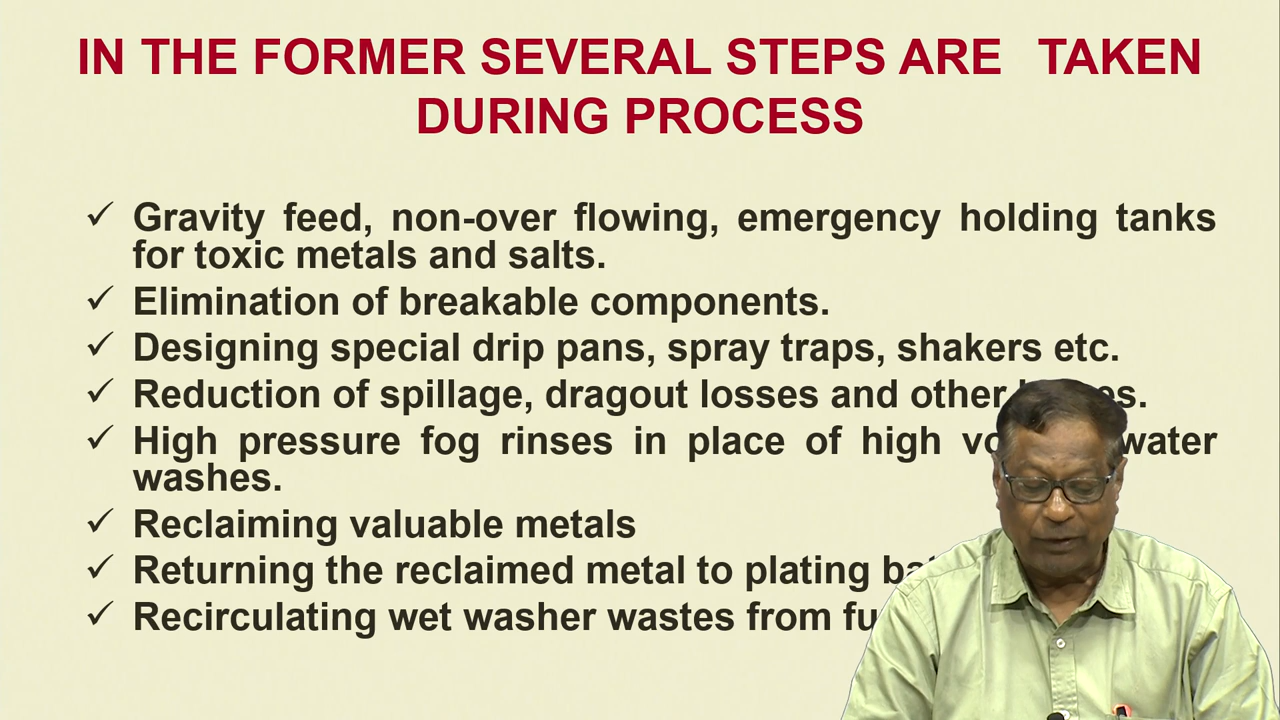 IN THE FORMER SEVERAL STEPS ARE TAKEN
DURING PROCESS
✓ Gravity feed, non-over flowing, emergency holding tanks
for toxic metals and salts.
✓ Elimination of breakable components.
✓ Designing special drip pans, spray traps, shakers etc.
✓ Reduction of spillage, dragout losses and other
✓ High pressure fog rinses in place of high water
washes.
✓ Reclaiming valuable metals
✓ Returning the reclaimed metal to plating
✓ Recirculating wet washer wastes from